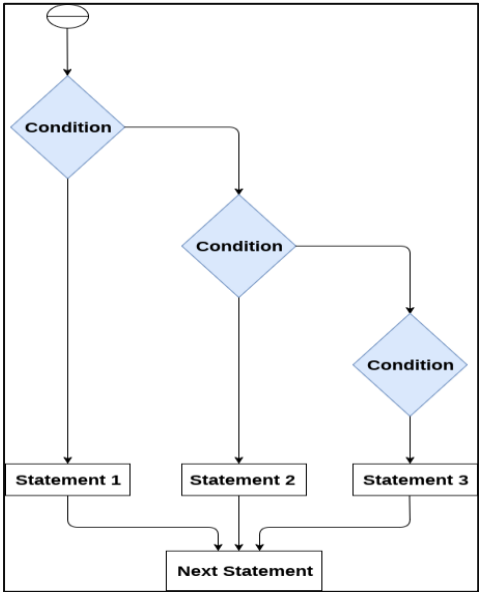 Condition
Condition
Condition
Statement 1
Statement 2
Statement 3
Next Statement